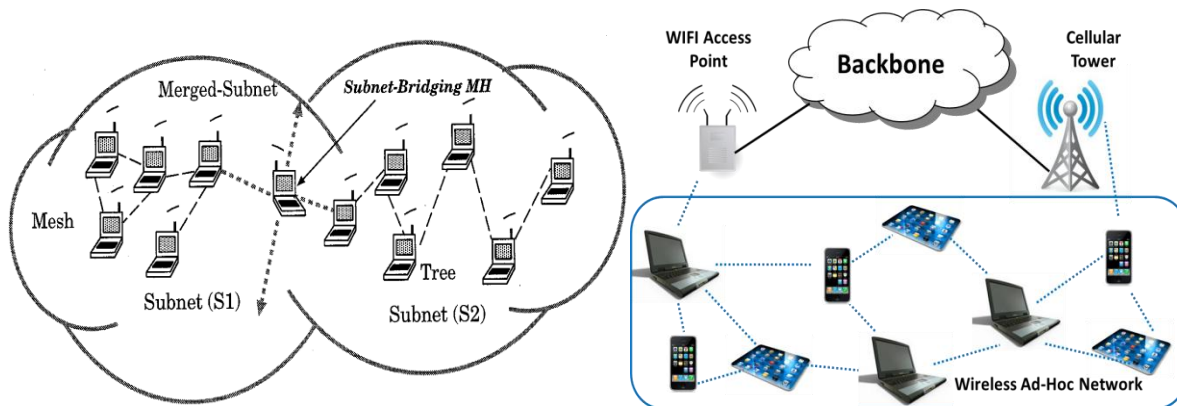 Merged-Subnet
Subnet-Bridging MH
Mesh
Tree
Subnet (S1)
Subnet (S2)
WIFI Access
Point
Backbone
Cellular
Tower
Wireless Ad-Hoc Network